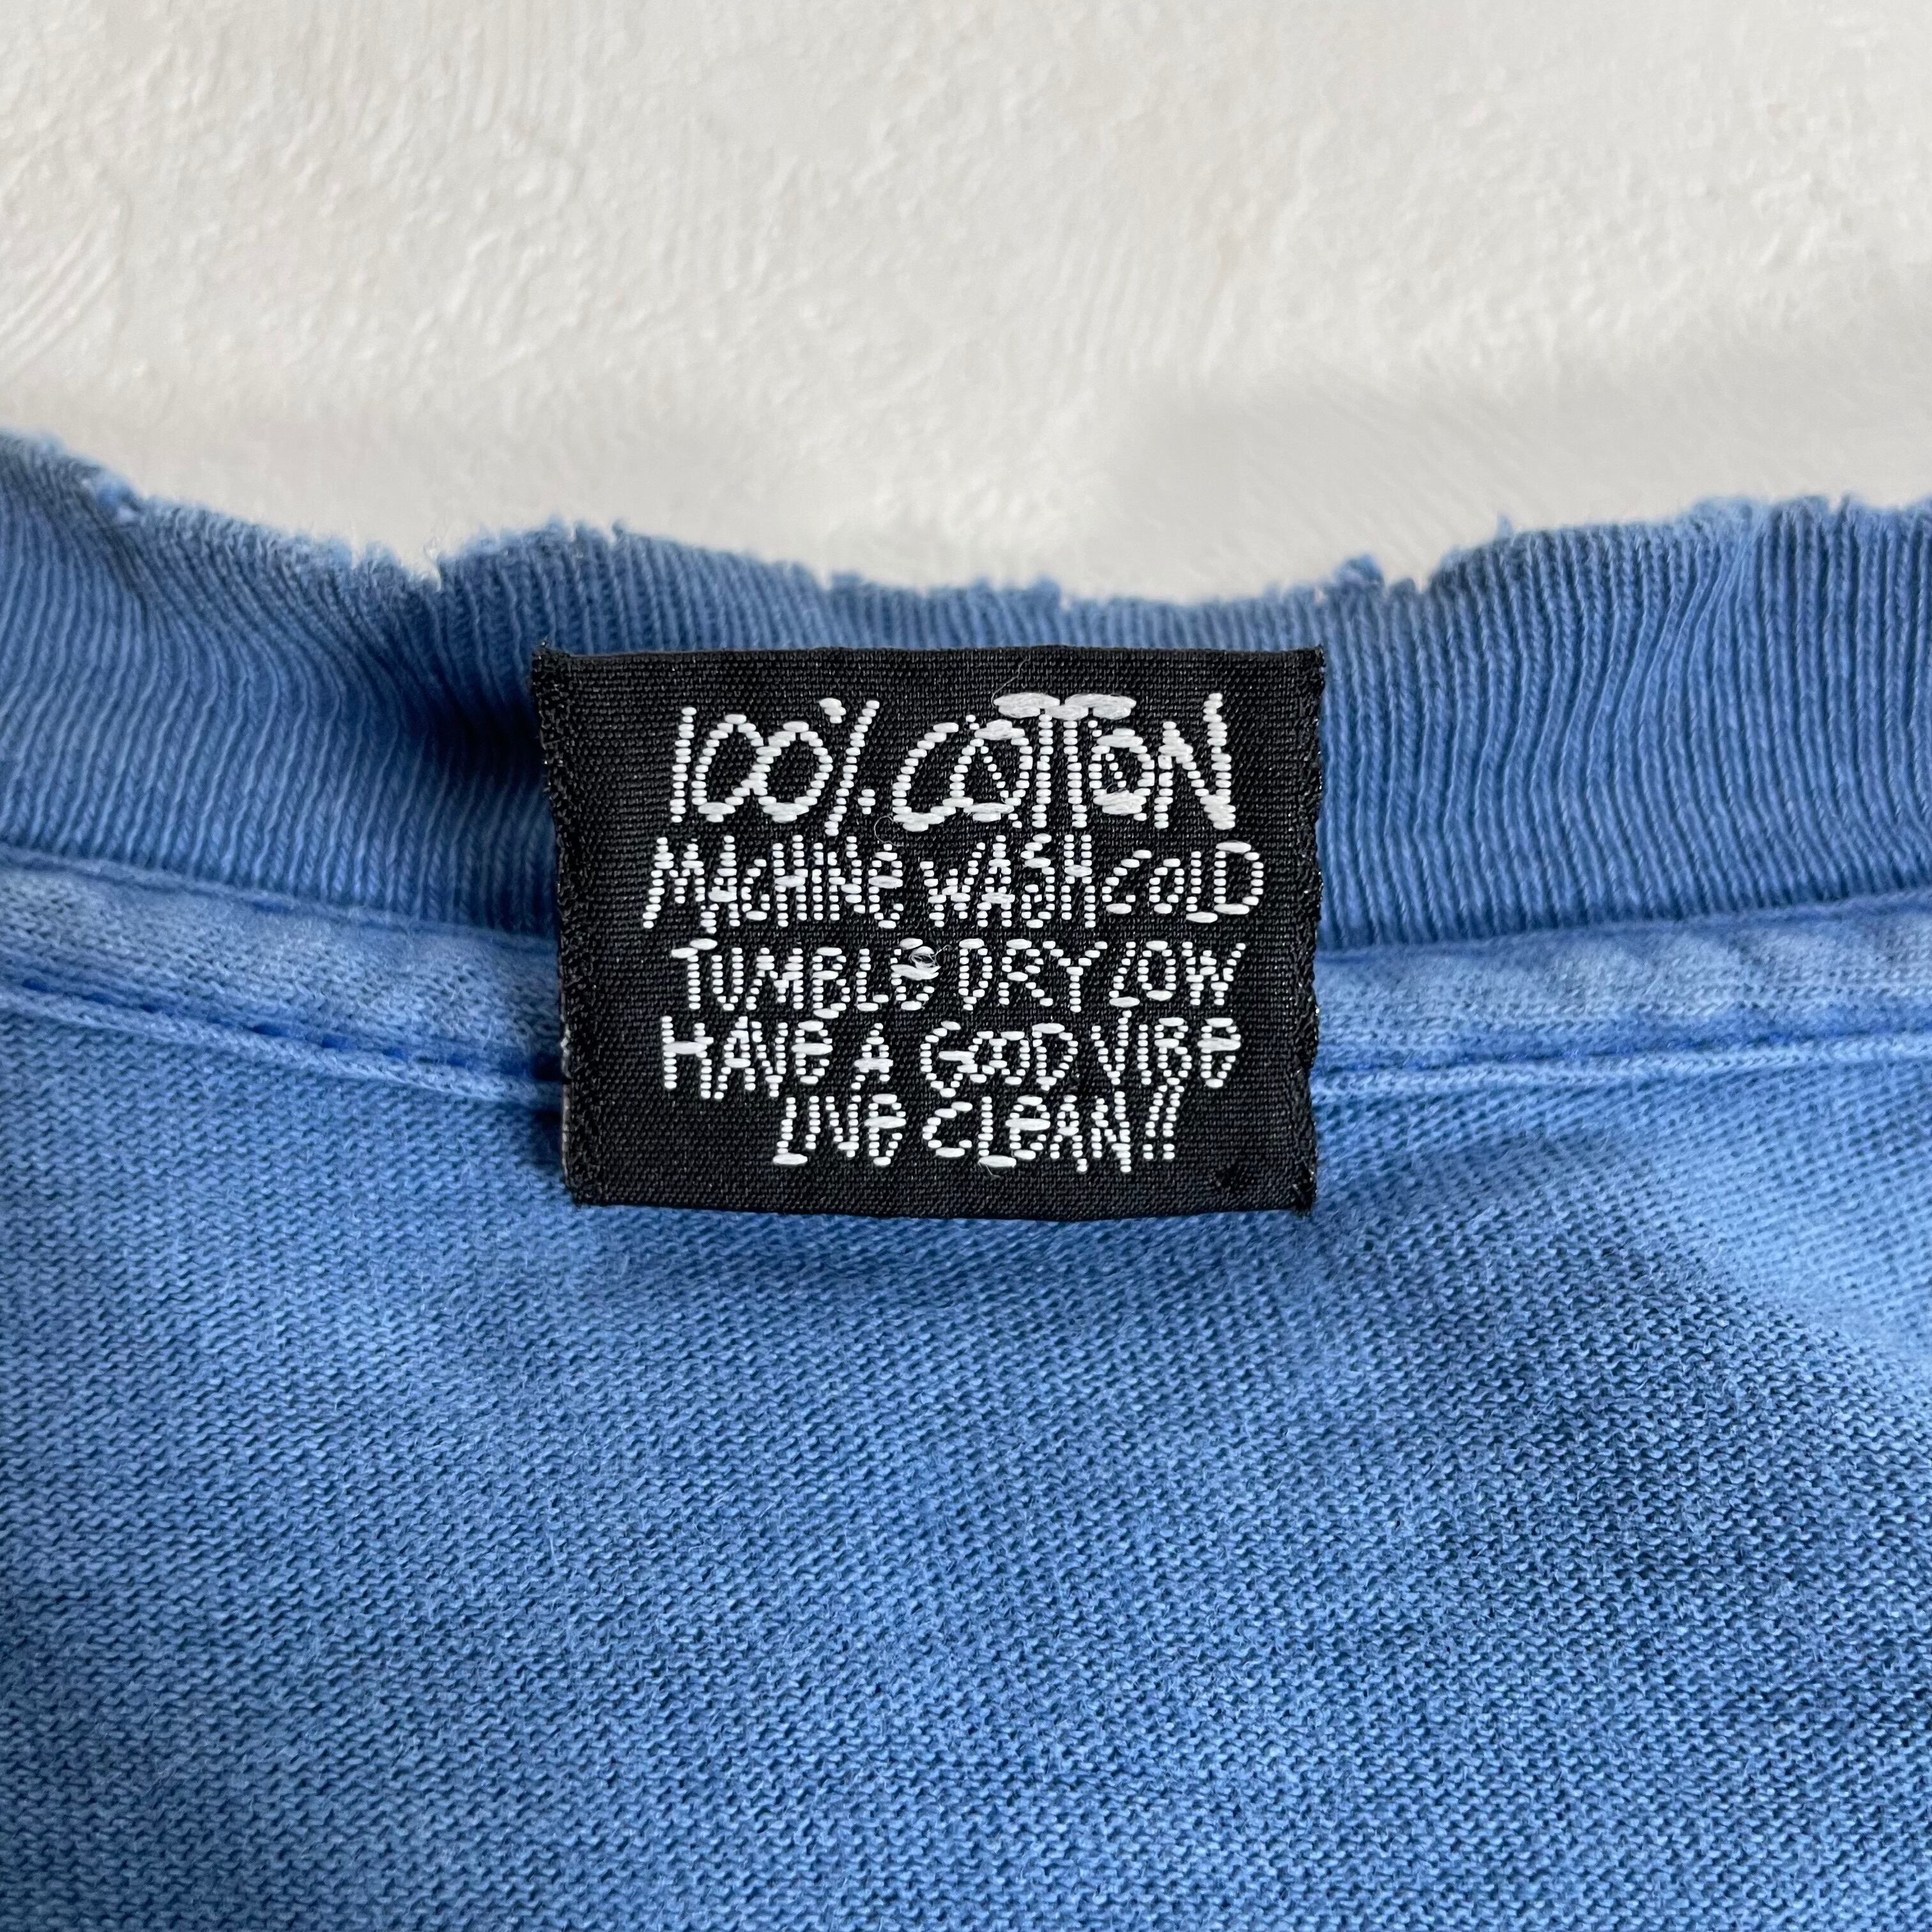 100% COTTON
MACHINE WASH COLD
TUMBLE DRY LOW
HAVE A GOOD VIBE
LIVE CLEAN!!